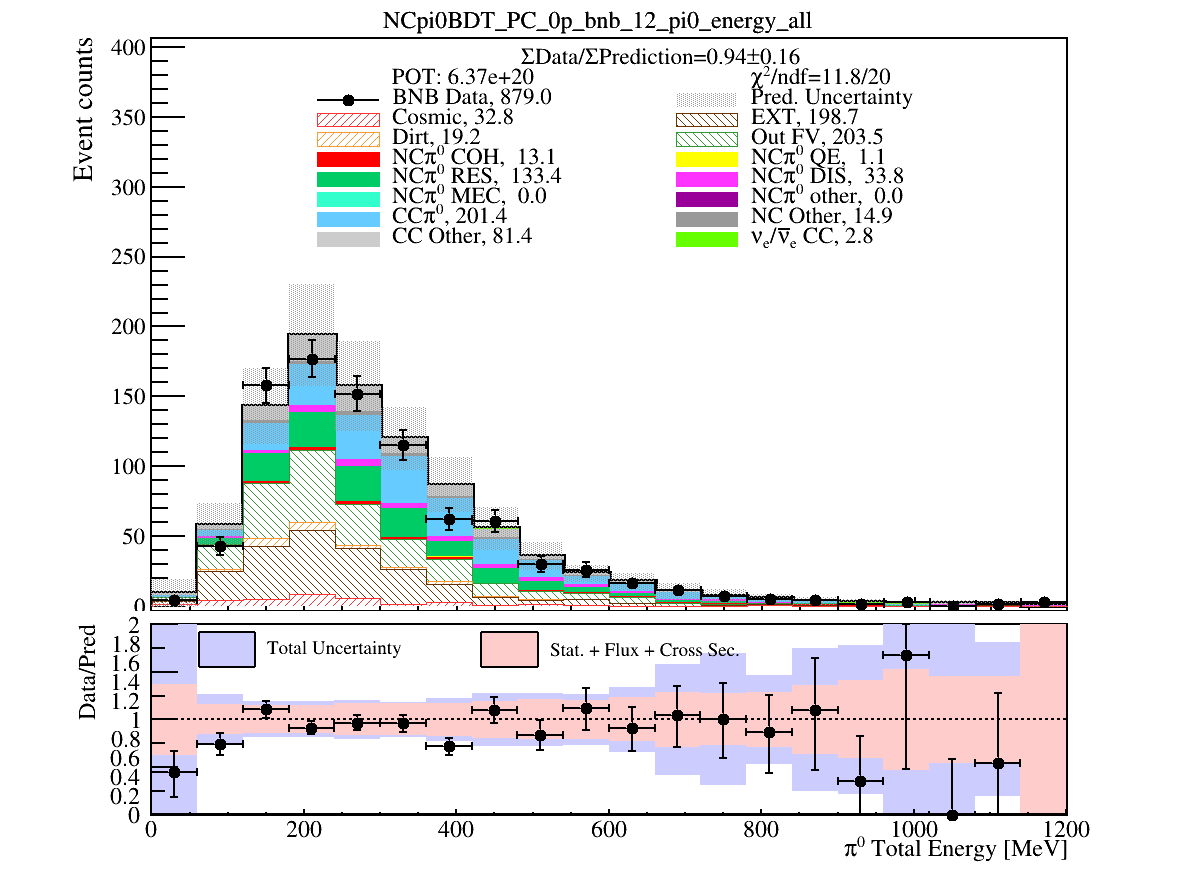 NCpi0BDT_PC_0p_bnb_12_pi0_energy_all
ΣData/ΣPrediction=0.94±0.16
POT: 6.37e+20 χ²/ndf=11.8/20
BNB Data, 879.0 Pred. Uncertainty
Cosmic, 32.8 EXT, 198.7
Dirt, 19.2 Out FV, 203.5
NCπ⁰ COH, 13.1 NCπ⁰ QE, 1.1
NCπ⁰ RES, 133.4 NCπ⁰ DIS, 33.8
NCπ⁰ MEC, 0.0 NCπ⁰ other, 0.0
CCπ⁰, 201.4 NC Other, 14.9
CC Other, 81.4 νₑ/ν̅ₑ CC, 2.8
Event counts
400
350
300
250
200
150
100
50
0
Total Uncertainty Stat. + Flux + Cross Sec.
Data/Pred
2
1.8
1.6
1.4
1.2
1
0.8
0.6
0.4
0.2
0
0 200 400 600 800 1000 1200
π⁰ Total Energy [MeV]